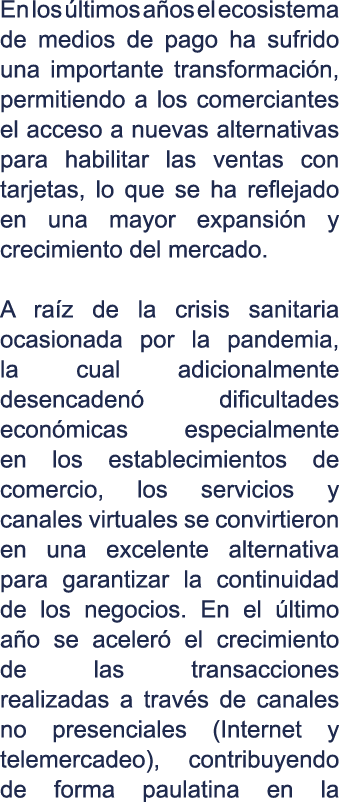 En los últimos años el ecosistema
de medios de pago ha sufrido
una importante transformación,
permitiendo a los comerciantes
el acceso a nuevas alternativas
para habilitar las ventas con
tarjetas, lo que se ha reflejado
en una mayor expansión y
crecimiento del mercado.

A raíz de la crisis sanitaria
ocasionada por la pandemia,
la cual adicionalmente
desencadenó dificultades
económicas especialmente
en los establecimientos de
comercio, los servicios y
canales virtuales se convirtieron
en una excelente alternativa
para garantizar la continuidad
de los negocios. En el último
año se aceleró el crecimiento
de las transacciones
realizadas a través de canales
no presenciales (Internet y
telemercadeo), contribuyendo
de forma paulatina en la